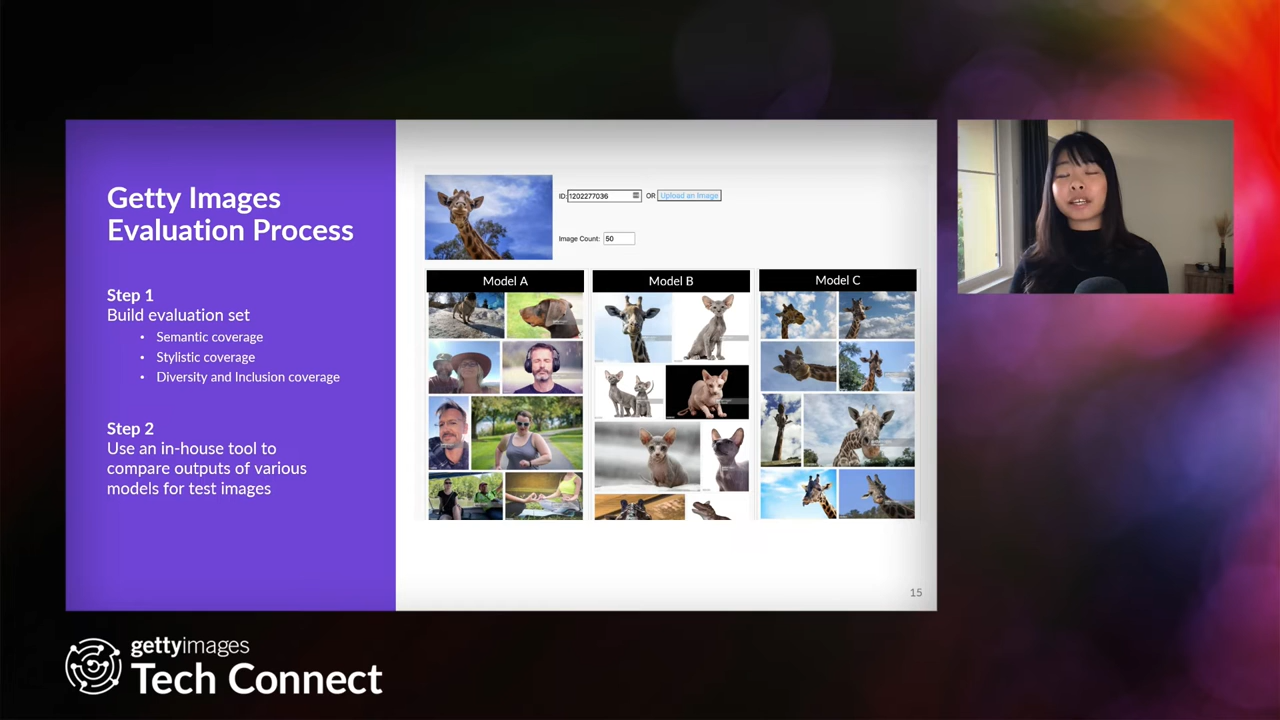 Getty Images
Evaluation Process
Step 1
Build evaluation set
• Semantic coverage
• Stylistic coverage
• Diversity and Inclusion coverage
Step 2
Use an in-house tool to
compare outputs of various
models for test images
ID: 1202277036 OR Upload an Image
Image Count: 50
Model A Model B Model C
15
gettyimages
Tech Connect